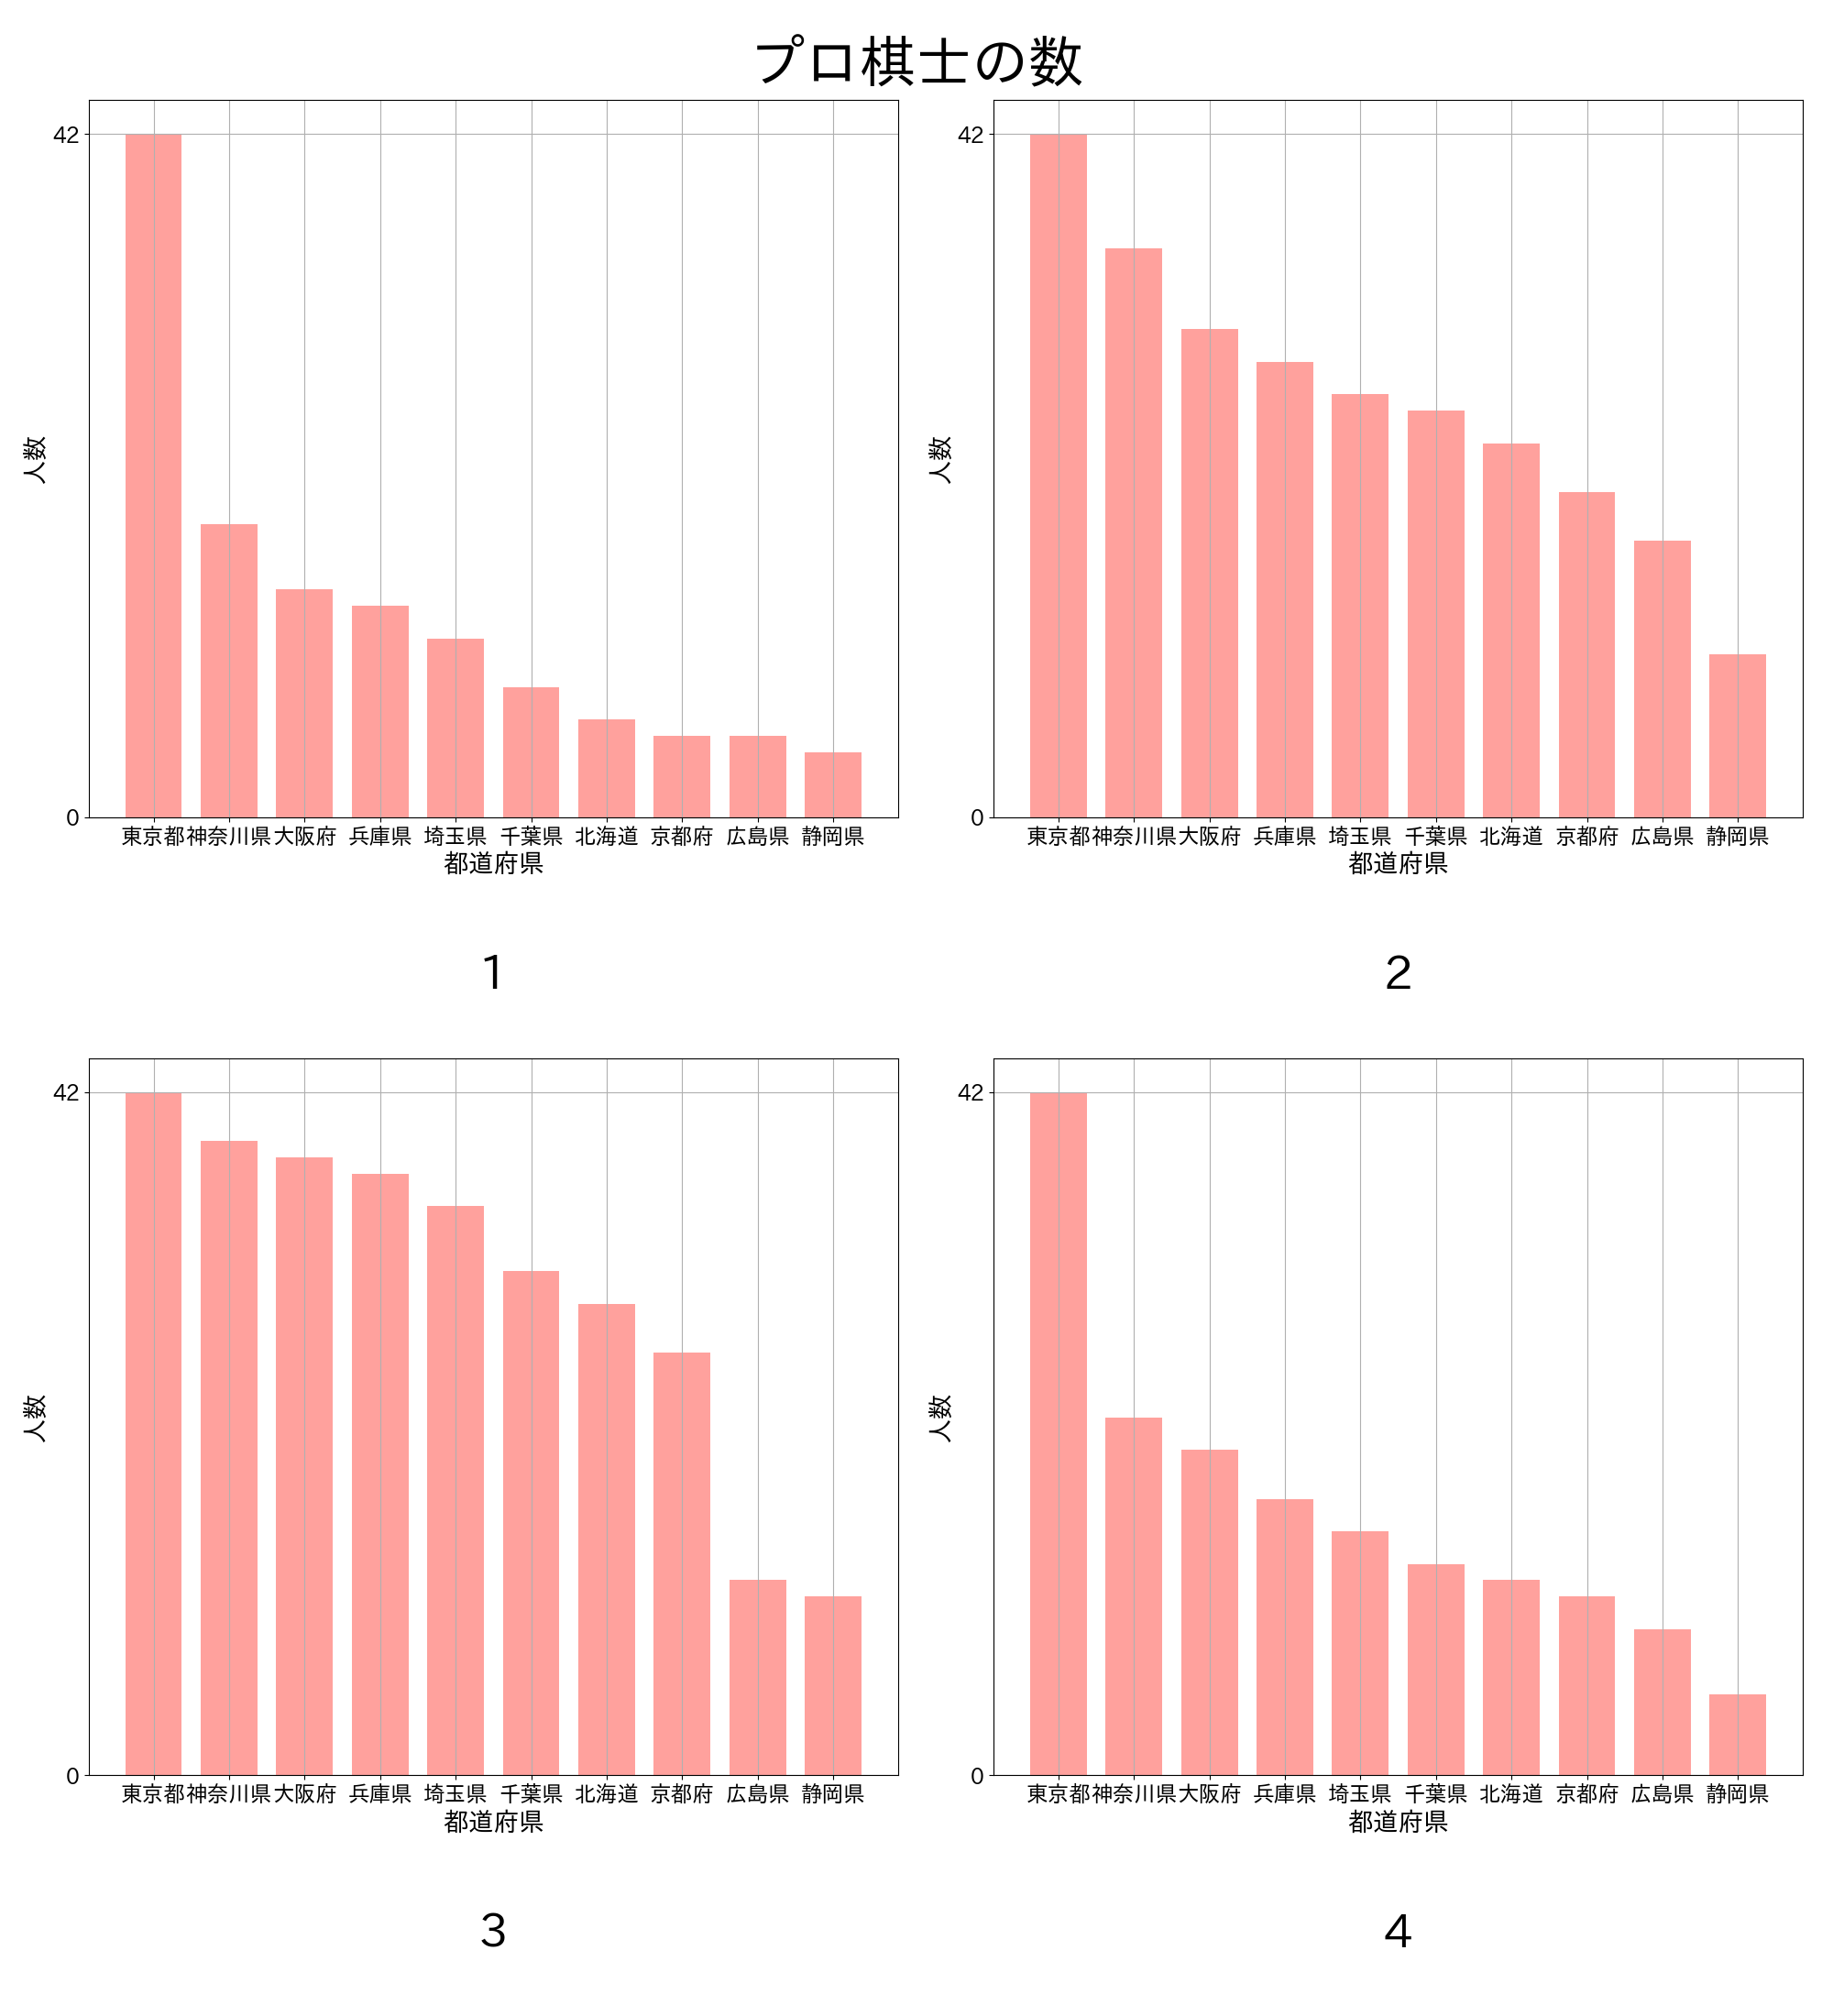 プロ棋士の数
42
人数
0
東京都 神奈川県 大阪府 兵庫県 埼玉県 千葉県 北海道 京都府 広島県 静岡県
都道府県
1
42
人数
0
東京都 神奈川県 大阪府 兵庫県 埼玉県 千葉県 北海道 京都府 広島県 静岡県
都道府県
2
42
人数
0
東京都 神奈川県 大阪府 兵庫県 埼玉県 千葉県 北海道 京都府 広島県 静岡県
都道府県
3
42
人数
0
東京都 神奈川県 大阪府 兵庫県 埼玉県 千葉県 北海道 京都府 広島県 静岡県
都道府県
4